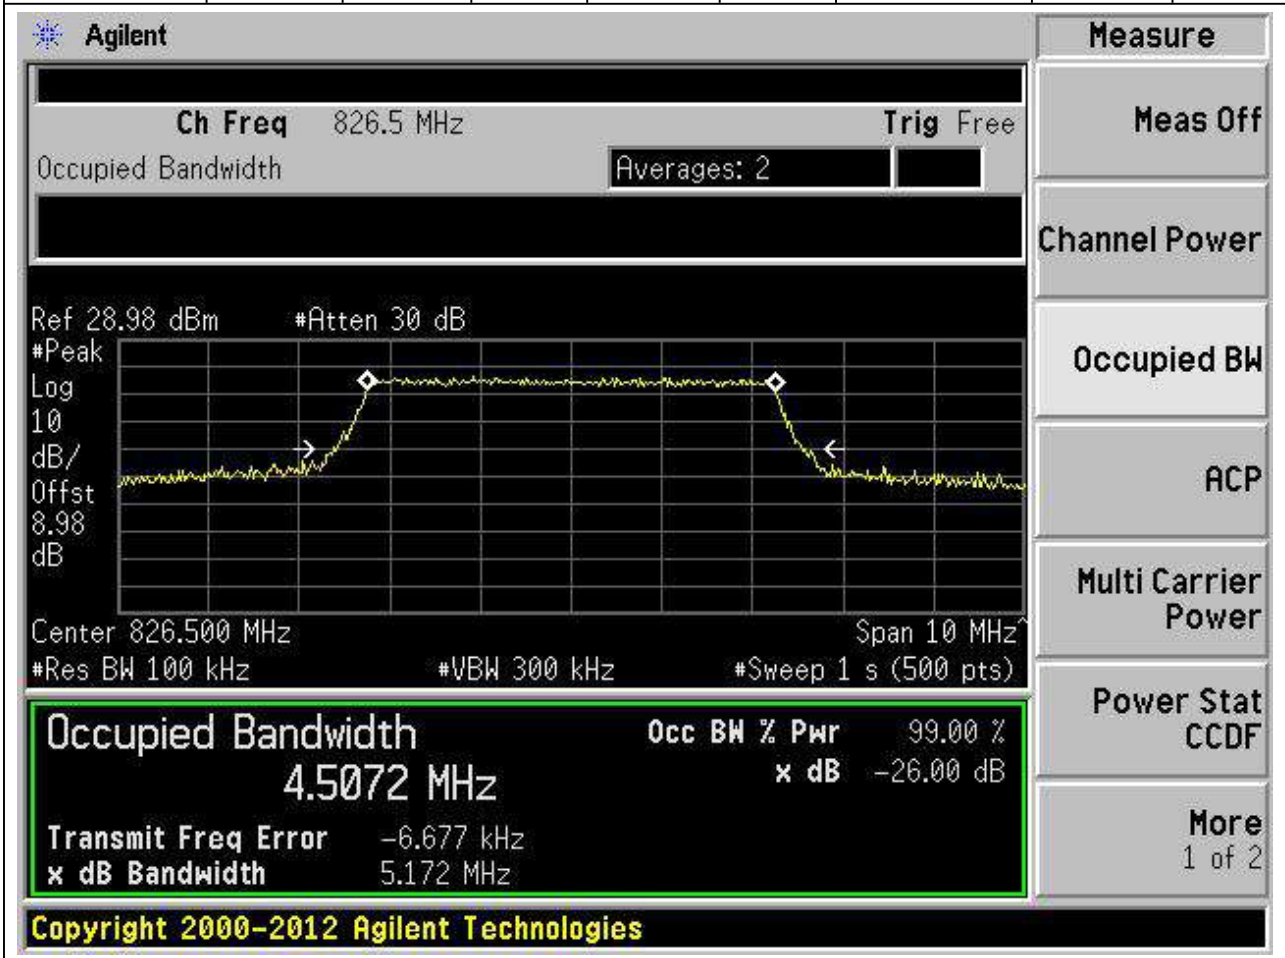 Agilent
Measure
Ch Freq 826.5 MHz Trig Free
Occupied Bandwidth Averages: 2
Meas Off
Channel Power
Occupied BW
ACP
Multi Carrier
Power
Power Stat
CCDF
More
1 of 2
Ref 28.98 dBm #Atten 30 dB
#Peak
Log
10
dB/
Offst
8.98
dB
Center 826.500 MHz Span 10 MHz^
#Res BW 100 kHz #VBW 300 kHz #Sweep 1 s (500 pts)
Occupied Bandwidth Occ BW % Pwr 99.00 %
4.5072 MHz x dB -26.00 dB
Transmit Freq Error -6.677 kHz
x dB Bandwidth 5.172 MHz
Copyright 2000-2012 Agilent Technologies